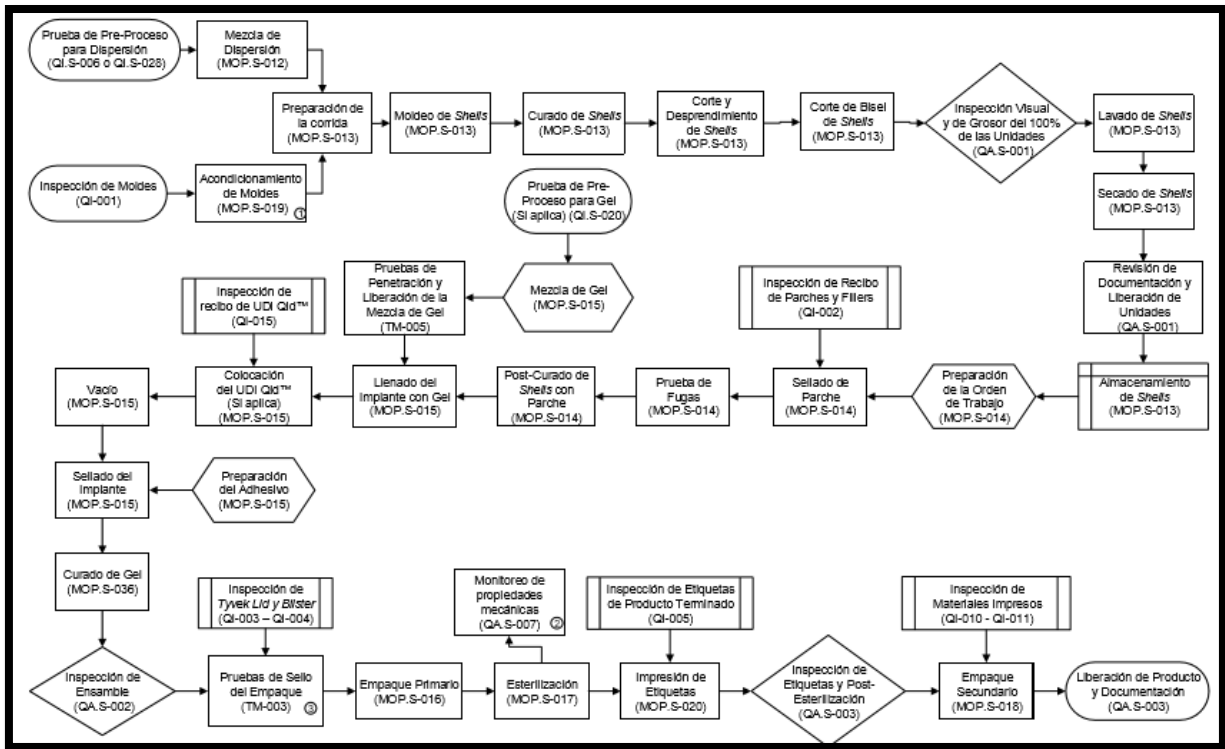 Prueba de Pre-Proceso
para Dispersión
(QI.S-006 o QI.S-028)
Mezcla de
Dispersión
(MOP.S-012)
Preparación de
la corrida
(MOP.S-013)
Moldeo de Shells
(MOP.S-013)
Curado de Shells
(MOP.S-013)
Corte y
Desprendimiento
de Shells
(MOP.S-013)
Corte de Bisel
de Shells
(MOP.S-013)
Inspección Visual
y de Grosor del 100%
de las Unidades
(QA.S-001)
Lavado de Shells
(MOP.S-013)
Inspección de Moldes
(QI-001)
Acondicionamiento
de Moldes
(MOP.S-019) ①
Prueba de Pre-
Proceso para Gel
(Si aplica) (QI.S-020)
Secado de Shells
(MOP.S-013)
Inspección de
recibo de UDI QId™
(QI-015)
Pruebas de
Penetración y
Liberación de la
Mezcla de Gel
(TM-005)
Mezcla de Gel
(MOP.S-015)
Inspección de Recibo
de Parches y Fillers
(QI-002)
Revisión de
Documentación y
Liberación de
Unidades
(QA.S-001)
Vacío
(MOP.S-015)
Colocación
del UDI QId™
(Si aplica)
(MOP.S-015)
Llenado del
Implante con Gel
(MOP.S-015)
Post-Curado de
Shells con
Parche
(MOP.S-014)
Prueba de
Fugas
(MOP.S-014)
Sellado de
Parche
(MOP.S-014)
Preparación
de la Orden
de Trabajo
(MOP.S-014)
Almacenamiento
de Shells
(MOP.S-013)
Sellado del
Implante
(MOP.S-015)
Preparación
del Adhesivo
(MOP.S-015)
Curado de Gel
(MOP.S-036)
Inspección de
Tyvek Lid y Blister
(QI-003 – QI-004)
Monitoreo de
propiedades
mecánicas
(QA.S-007) ②
Inspección de Etiquetas
de Producto Terminado
(QI-005)
Inspección de
Materiales Impresos
(QI-010 - QI-011)
Inspección de
Ensamble
(QA.S-002)
Pruebas de Sello
del Empaque
(TM-003) ③
Empaque Primario
(MOP.S-016)
Esterilización
(MOP.S-017)
Impresión de
Etiquetas
(MOP.S-020)
Inspección de
Etiquetas y Post-
Esterilización
(QA.S-003)
Empaque
Secundario
(MOP.S-018)
Liberación de Producto
y Documentación
(QA.S-003)